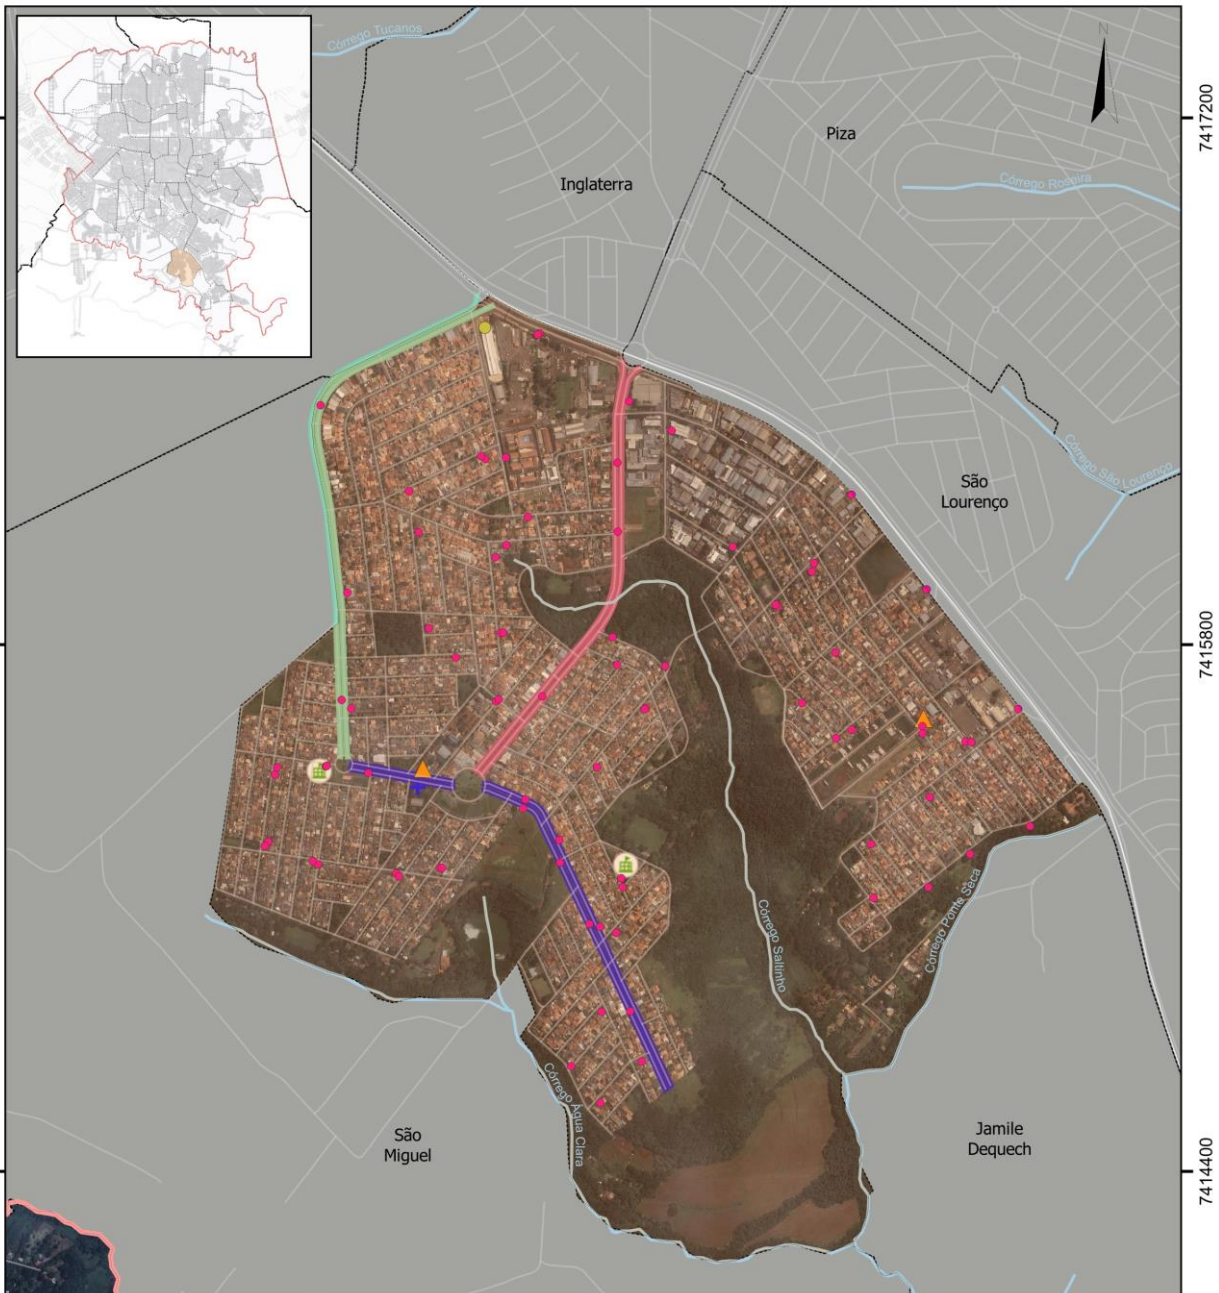 Córrego Tucanos
N
7417200
Piza
Inglaterra
Córrego Roseira
Córrego São Lourenço
São
Lourenço
7415800
Córrego Saltinho
Córrego Ponte Seca
Córrego Água Clara
São
Miguel
Jamile
Dequech
7414400